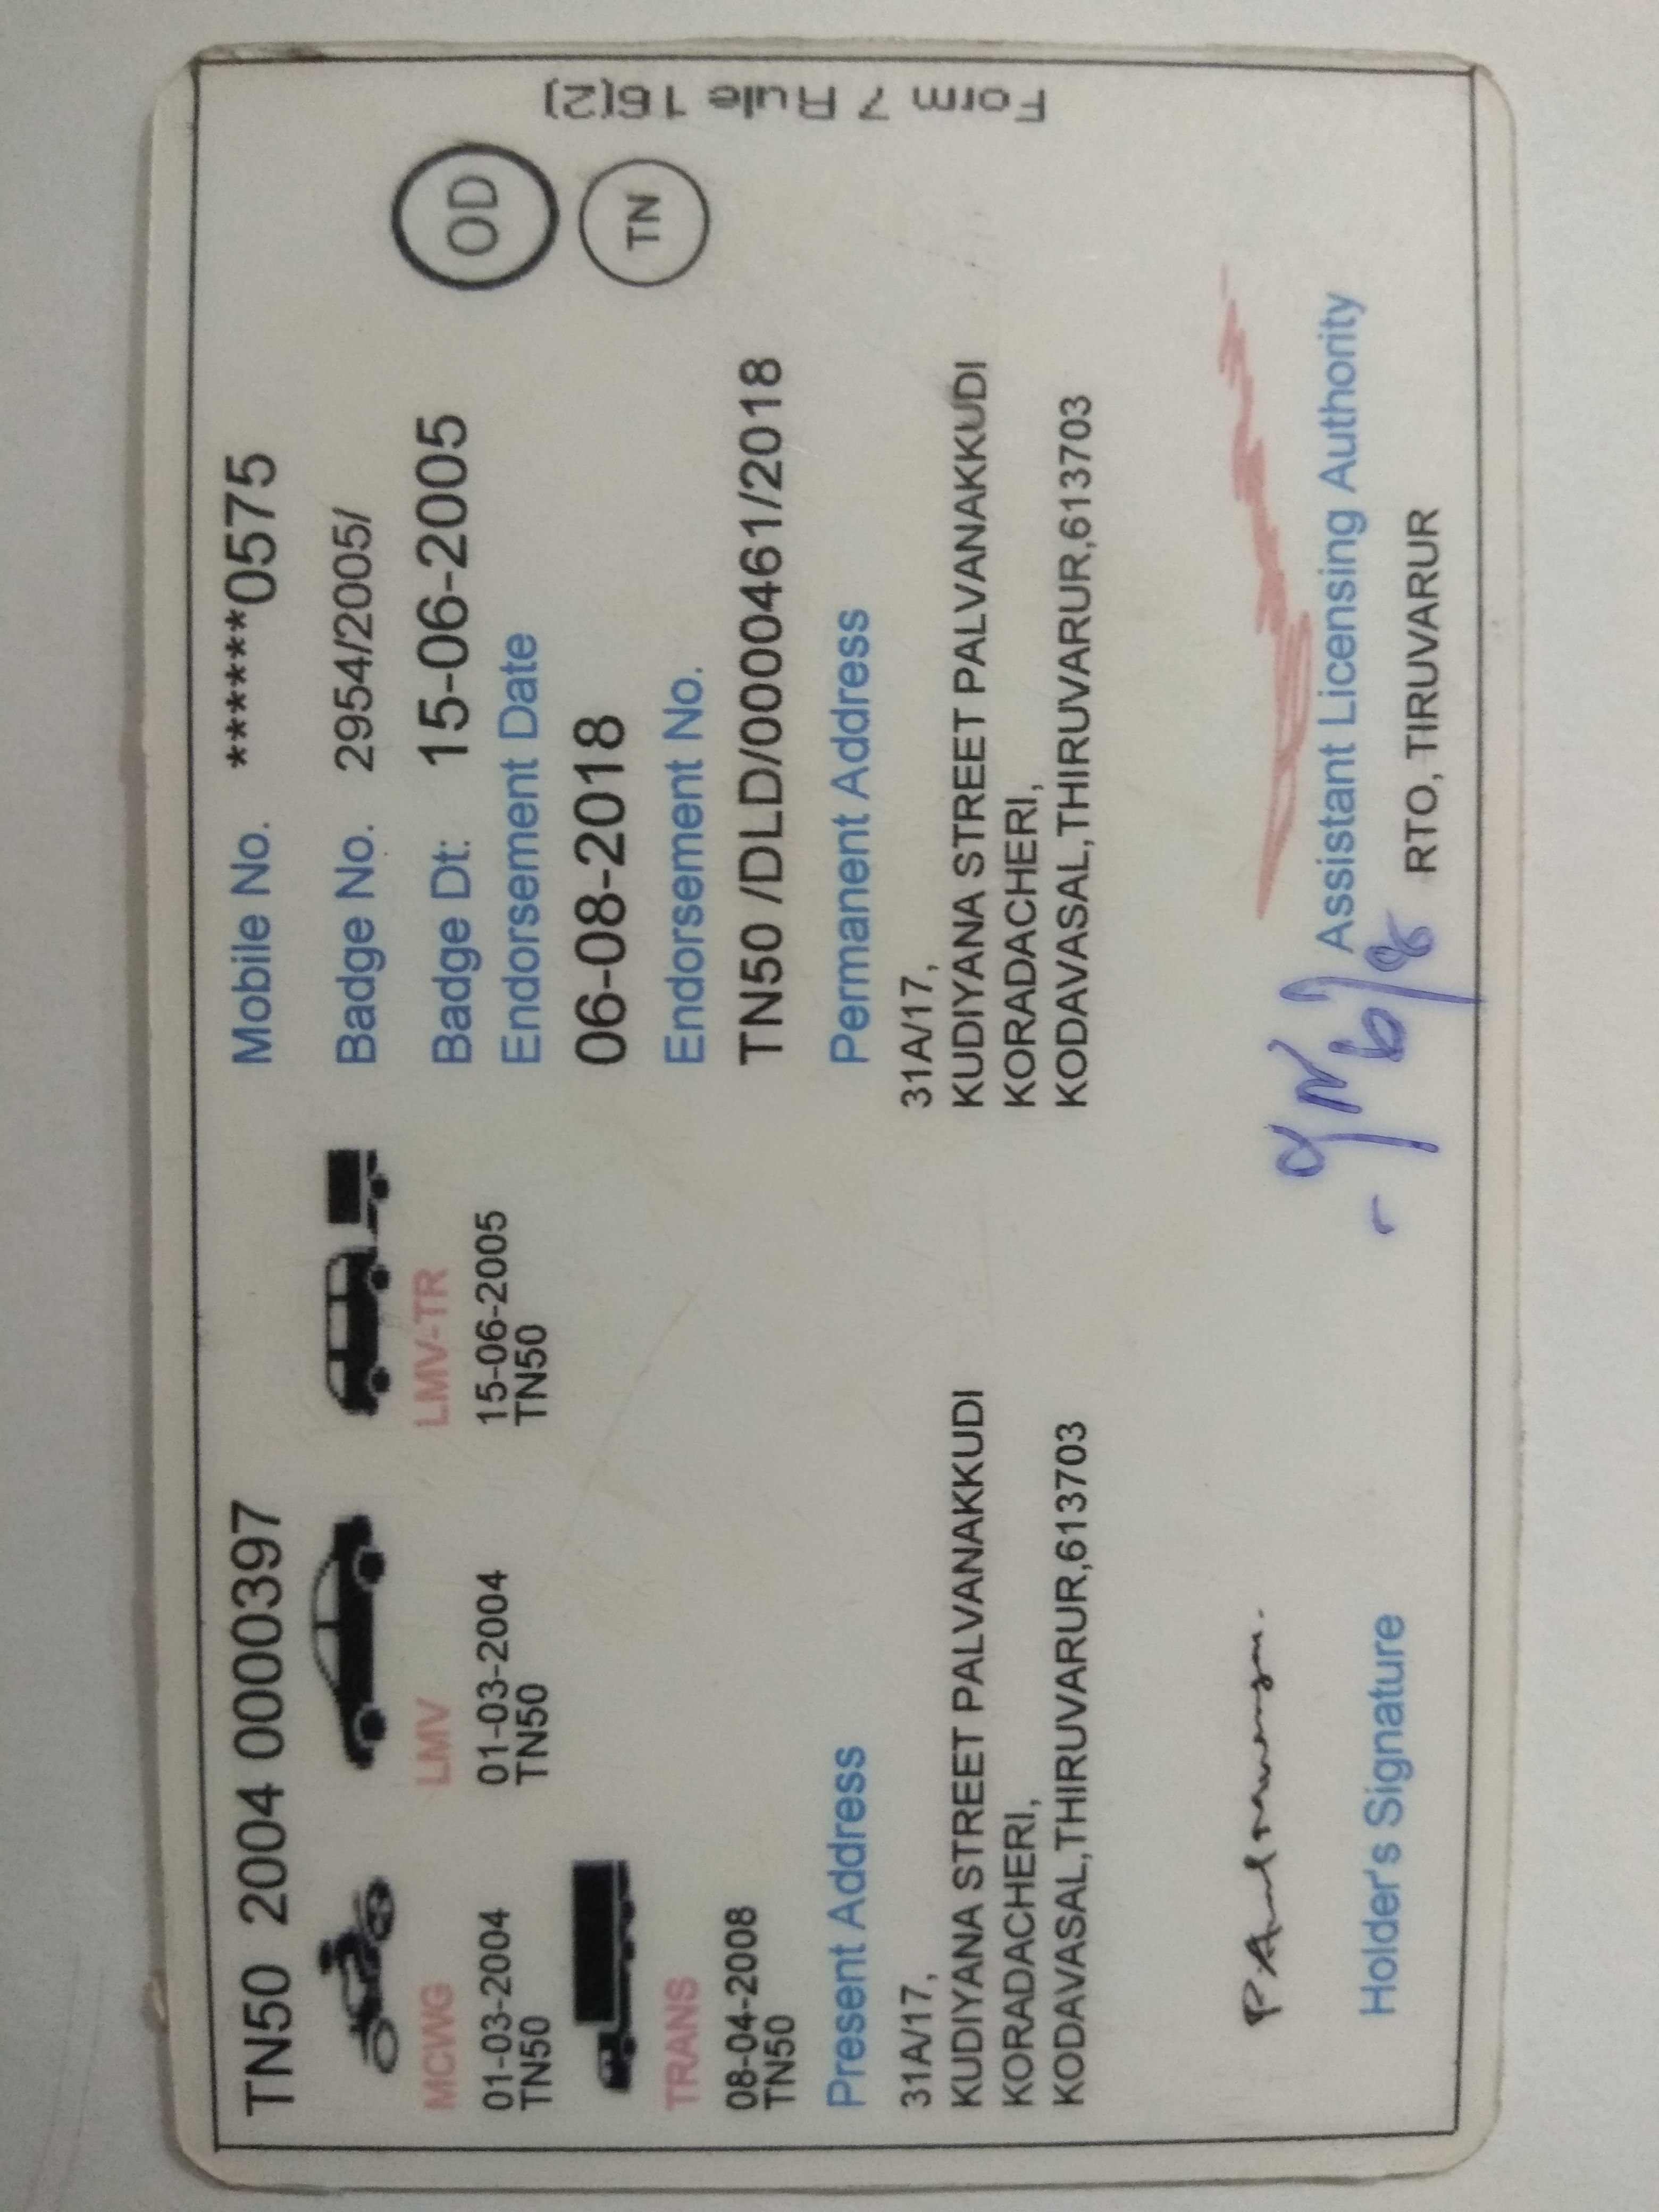 TN50 2004 0000397
Mobile No. ******0575
MCWG
01-03-2004
TN50
LMV
01-03-2004
TN50
LMV-TR
15-06-2005
TN50
TRANS
08-04-2008
TN50
Badge No. 2954/2005/
Badge Dt: 15-06-2005
Endorsement Date
06-08-2018
Endorsement No.
TN50 /DLD/0000461/2018
OD
TN
Form 7 Rule 16(2)
Present Address
31A/17,
KUDIYANA STREET PALVANAKKUDI
KORADACHERI,
KODAVASAL,THIRUVARUR,613703
Permanent Address
31A/17,
KUDIYANA STREET PALVANAKKUDI
KORADACHERI,
KODAVASAL,THIRUVARUR,613703
Holder's Signature
Assistant Licensing Authority
RTO, TIRUVARUR